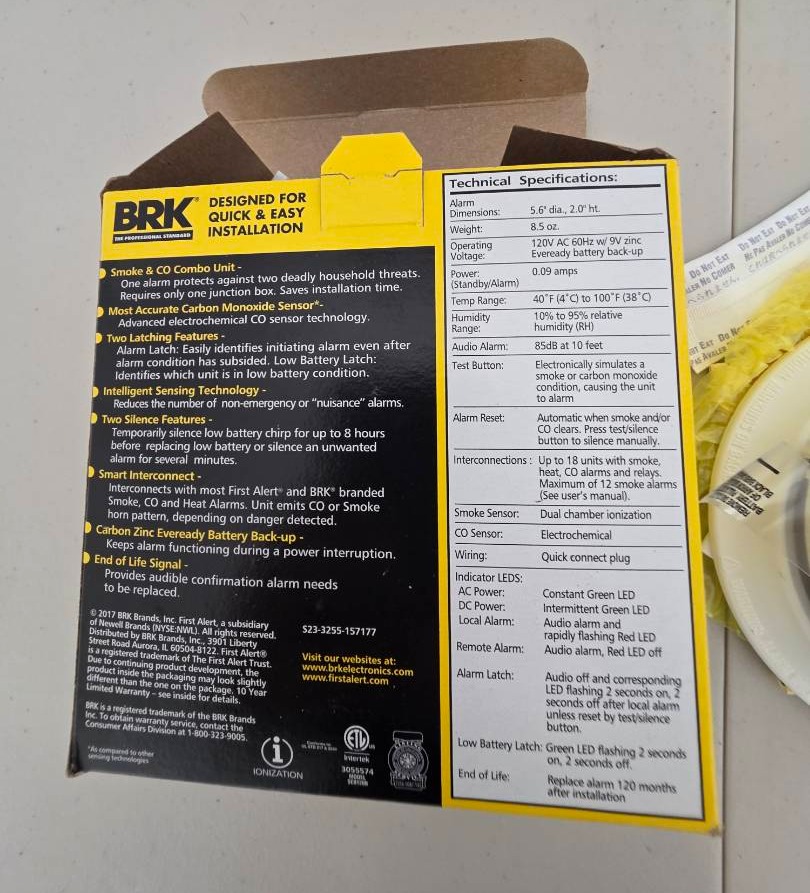 BRK®
THE PROFESSIONAL STANDARD
DESIGNED FOR
QUICK & EASY
INSTALLATION
Smoke & CO Combo Unit -
One alarm protects against two deadly household threats.
Requires only one junction box. Saves installation time.
Most Accurate Carbon Monoxide Sensor*-
Advanced electrochemical CO sensor technology.
Two Latching Features -
Alarm Latch: Easily identifies initiating alarm even after
alarm condition has subsided. Low Battery Latch:
Identifies which unit is in low battery condition.
Intelligent Sensing Technology -
Reduces the number of non-emergency or "nuisance" alarms.
Two Silence Features -
Temporarily silence low battery chirp for up to 8 hours
before replacing low battery or silence an unwanted
alarm for several minutes.
Smart Interconnect -
Interconnects with most First Alert® and BRK® branded
Smoke, CO and Heat Alarms. Unit emits CO or Smoke
horn pattern, depending on danger detected.
Carbon Zinc Eveready Battery Back-up -
Keeps alarm functioning during a power interruption.
End of Life Signal -
Provides audible confirmation alarm needs
to be replaced.
© 2017 BRK Brands, Inc. First Alert, a subsidiary
of Newell Brands (NYSE:NWL). All rights reserved.
Distributed by BRK Brands, Inc., 3901 Liberty
Street Road Aurora, IL 60504-8122. First Alert®
is a registered trademark of The First Alert Trust.
Due to continuing product development, the
product inside the packaging may look slightly
different than the one on the package. 10 Year
Limited Warranty – see inside for details.
BRK is a registered trademark of the BRK Brands
Inc. To obtain warranty service, contact the
Consumer Affairs Division at 1-800-323-9005.
*As compared to other
sensing technologies
S23-3255-157177
Visit our websites at:
www.brkelectronics.com
www.firstalert.com
i
IONIZATION
ETL
Intertek
3055574
Technical Specifications:
Alarm
Dimensions: 5.6" dia., 2.0" ht.
Weight: 8.5 oz.
Operating 120V AC 60Hz w/ 9V zinc
Voltage: Eveready battery back-up
Power: 0.09 amps
(Standby/Alarm)
Temp Range: 40˚F (4˚C) to 100˚F (38˚C)
Humidity 10% to 95% relative
Range: humidity (RH)
Audio Alarm: 85dB at 10 feet
Test Button: Electronically simulates a
smoke or carbon monoxide
condition, causing the unit
to alarm
Alarm Reset: Automatic when smoke and/or
CO clears. Press test/silence
button to silence manually.
Interconnections: Up to 18 units with smoke,
heat, CO alarms and relays.
Maximum of 12 smoke alarms
(See user's manual).
Smoke Sensor: Dual chamber ionization
CO Sensor: Electrochemical
Wiring: Quick connect plug
Indicator LEDS:
AC Power: Constant Green LED
DC Power: Intermittent Green LED
Local Alarm: Audio alarm and
rapidly flashing Red LED
Remote Alarm: Audio alarm, Red LED off
Alarm Latch: Audio off and corresponding
LED flashing 2 seconds on, 2
seconds off after local alarm
unless reset by test/silence
button.
Low Battery Latch: Green LED flashing 2 seconds
on, 2 seconds off.
End of Life: Replace alarm 120 months
after installation
Do Not Eat